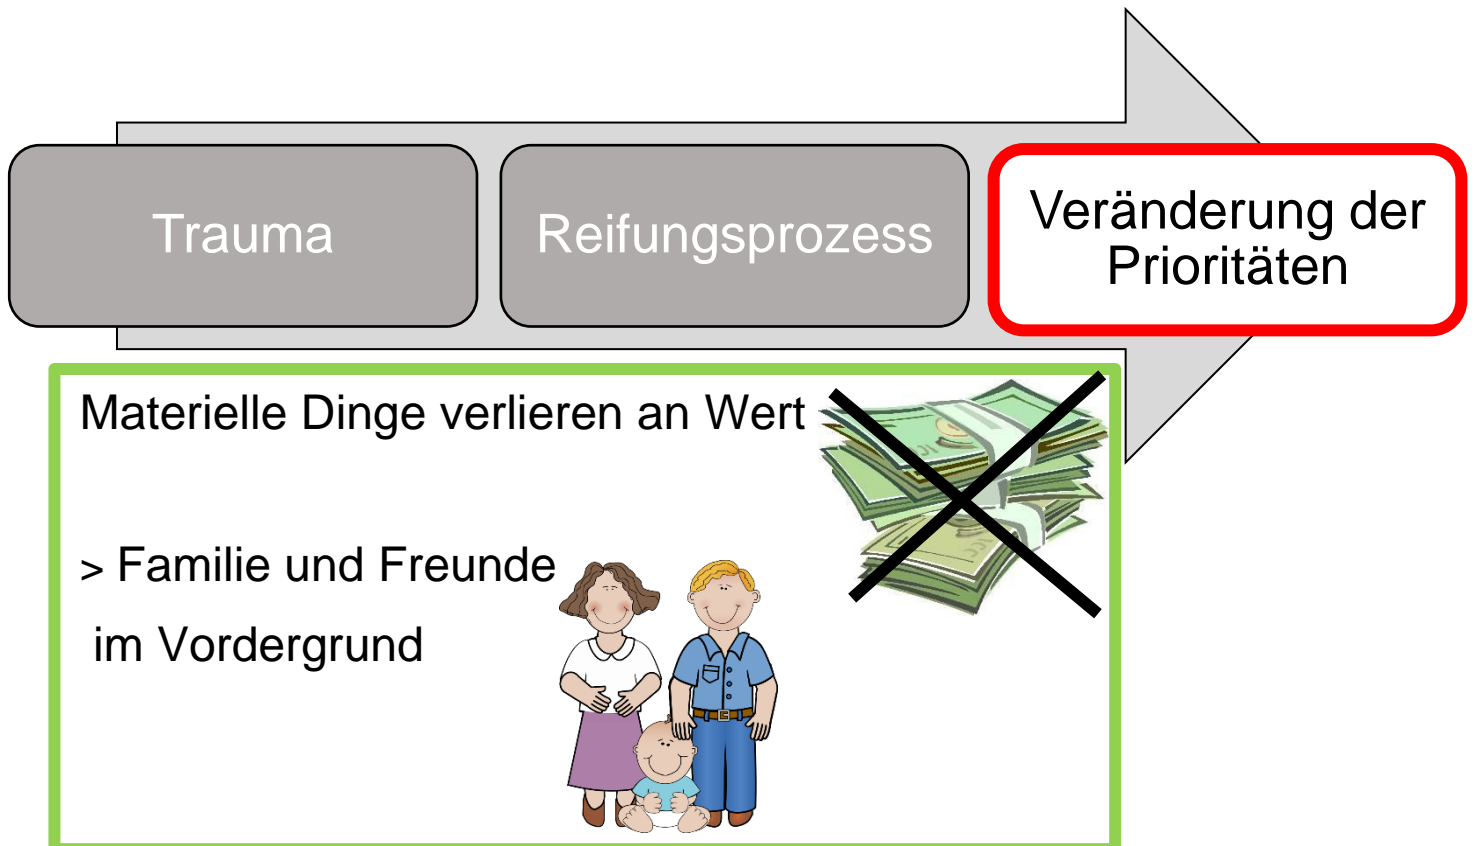 Trauma
Reifungsprozess
Veränderung der
Prioritäten
Materielle Dinge verlieren an Wert
> Familie und Freunde
im Vordergrund